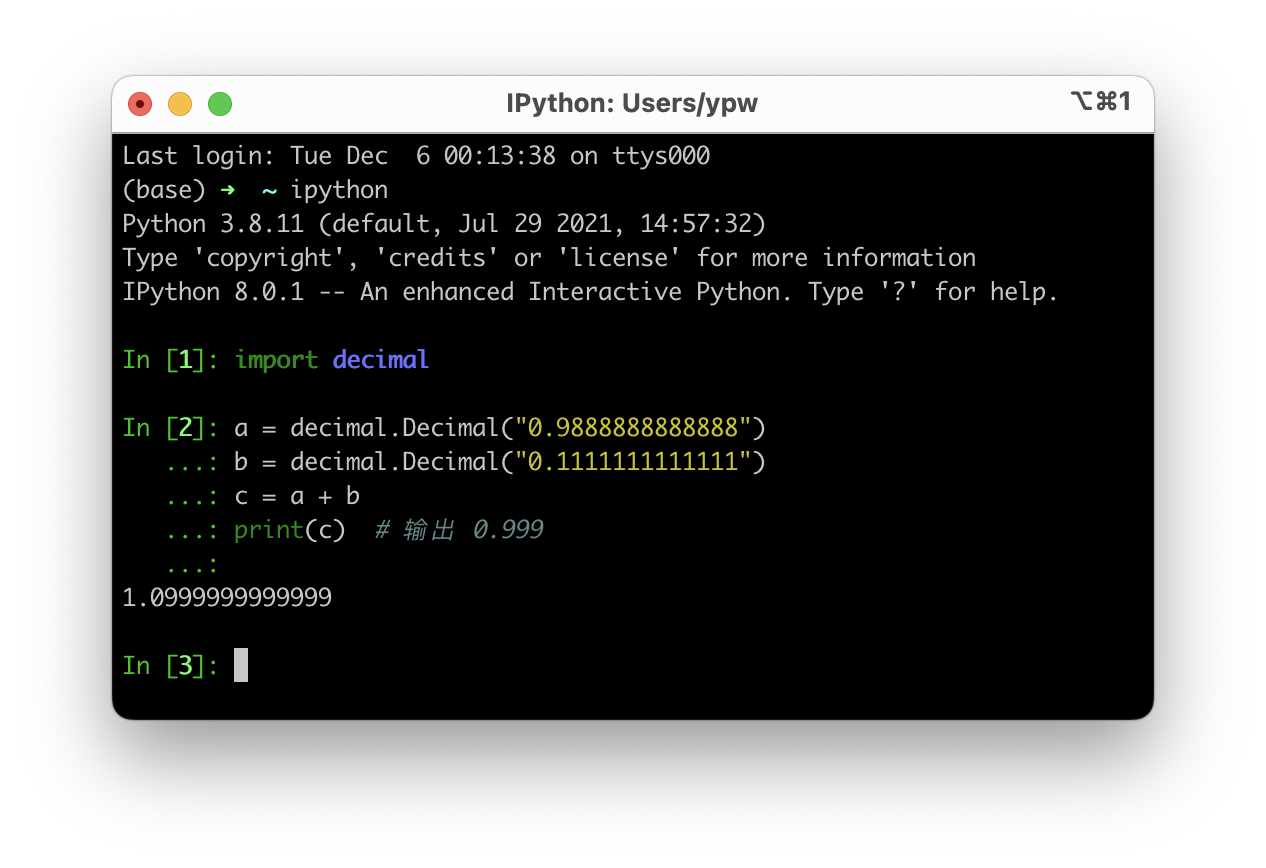 IPython: Users/ypw ⌥⌘1
Last login: Tue Dec  6 00:13:38 on ttys000
(base) ➜  ~ ipython
Python 3.8.11 (default, Jul 29 2021, 14:57:32)
Type 'copyright', 'credits' or 'license' for more information
IPython 8.0.1 -- An enhanced Interactive Python. Type '?' for help.
In [1]: import decimal
In [2]: a = decimal.Decimal("0.9888888888888")
   ...: b = decimal.Decimal("0.1111111111111")
   ...: c = a + b
   ...: print(c)  # 输出 0.999
   ...:
1.0999999999999
In [3]: